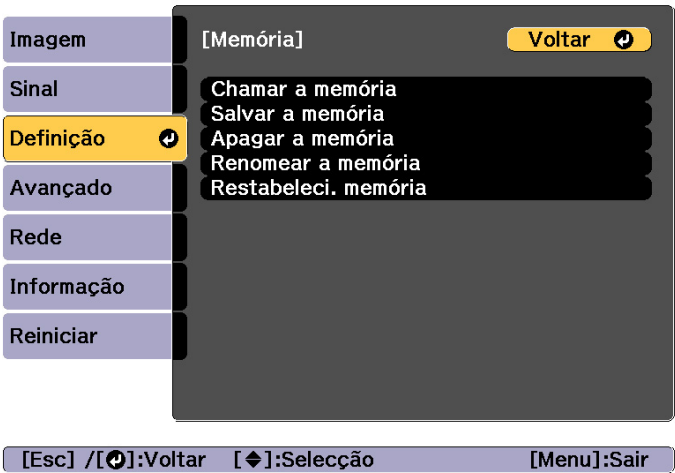 Imagem
Sinal
Definição
Avançado
Rede
Informação
Reiniciar
[Memória]
Voltar
Chamar a memória
Salvar a memória
Apagar a memória
Renomear a memória
Restabeleci. memória
[Esc] /[⏎]:Voltar [◆]:Selecção [Menu]:Sair